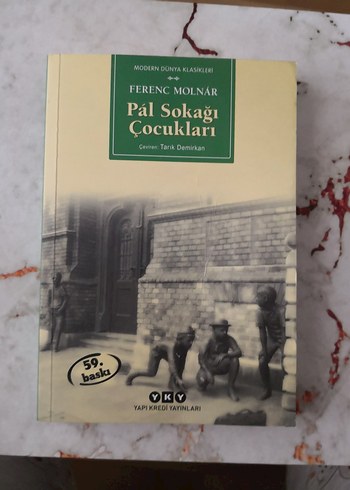 MODERN DÜNYA KLASİKLERİ
FERENC MOLNÁR
Pál Sokağı
Çocukları
Çeviren: Tarık Demirkan
59.
baskı
YKY
YAPI KREDİ YAYINLARI